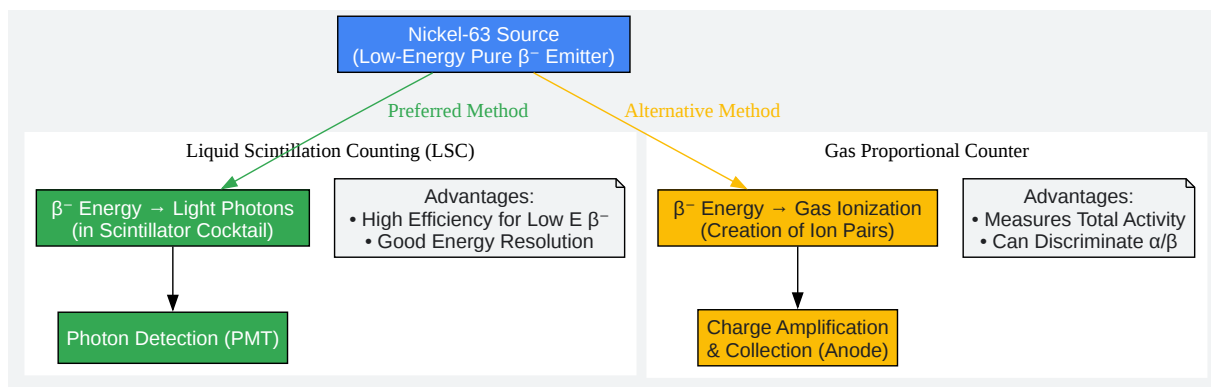 Nickel-63 Source
(Low-Energy Pure β⁻ Emitter)
Preferred Method
Alternative Method
Liquid Scintillation Counting (LSC)
β⁻ Energy → Light Photons
(in Scintillator Cocktail)
Advantages:
• High Efficiency for Low E β⁻
• Good Energy Resolution
Photon Detection (PMT)
Gas Proportional Counter
β⁻ Energy → Gas Ionization
(Creation of Ion Pairs)
Advantages:
• Measures Total Activity
• Can Discriminate α/β
Charge Amplification
& Collection (Anode)